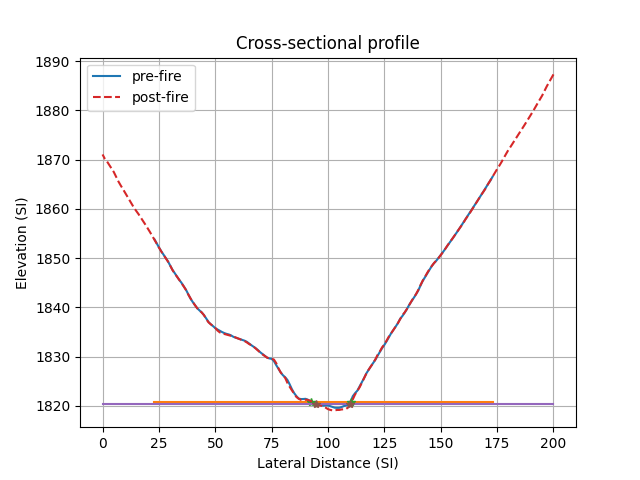 Cross-sectional profile
pre-fire
post-fire
Elevation (SI)
1890
1880
1870
1860
1850
1840
1830
1820
0 25 50 75 100 125 150 175 200
Lateral Distance (SI)